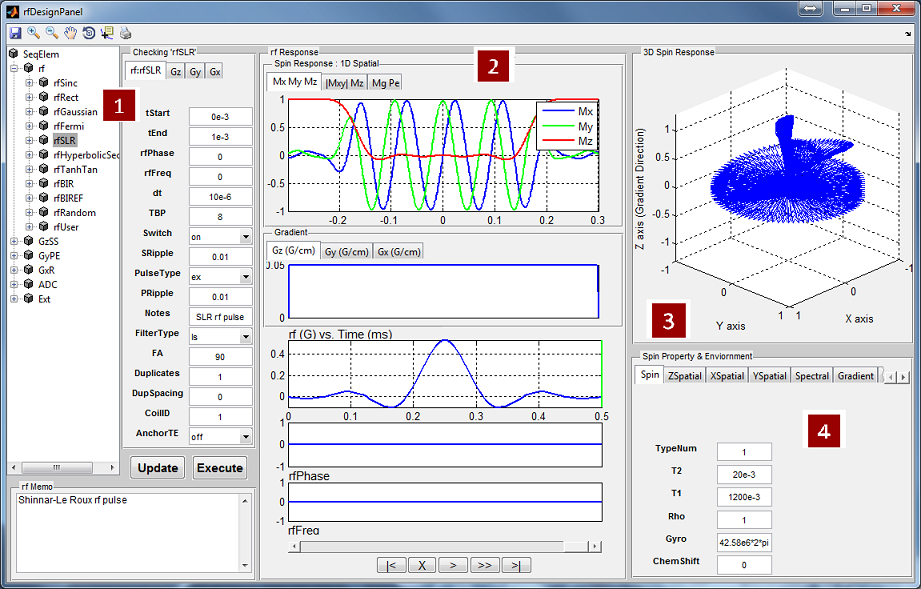 rfDesignPanel
SeqElem
rf
rfSinc
rfRect
rfGaussian
rfFermi
rfSLR
rfHyperbolicSec
rfTanhTan
rfBIR
rfBIREF
rfRandom
rfUser
GzSS
GyPE
GxR
ADC
Ext
1
Checking 'rfSLR'
rf:rfSLR Gz Gy Gx
tStart 0e-3
tEnd 1e-3
rfPhase 0
rfFreq 0
dt 10e-6
TBP 8
Switch on
SRipple 0.01
PulseType ex
PRipple 0.01
Notes SLR rf pulse
FilterType ls
FA 90
Duplicates 1
DupSpacing 0
CoilID 1
AnchorTE off
Update Execute
rf Memo
Shinnar-Le Roux rf pulse
rf Response
Spin Response : 1D Spatial
2
Mx My Mz |Mxy| Mz Mg Pe
1
0.5
0
-0.5
-1
-0.2 -0.1 0 0.1 0.2 0.3
Mx
My
Mz
Gradient
Gz (G/cm) Gy (G/cm) Gx (G/cm)
0.05
0
rf (G) vs. Time (ms)
0.4
0.2
0
0 0.1 0.2 0.3 0.4 0.5
1
0
-1
rfPhase
1
0
-1
rfFreq
|< X > >> >|
3D Spin Response
Z axis (Gradient Direction)
1
0.5
0
-0.5
-1
-1
0
1
Y axis
1
0
-1
X axis
3
Spin Property & Enviornment
Spin ZSpatial XSpatial YSpatial Spectral Gradient
4
TypeNum 1
T2 20e-3
T1 1200e-3
Rho 1
Gyro 42.58e6*2*pi
ChemShift 0